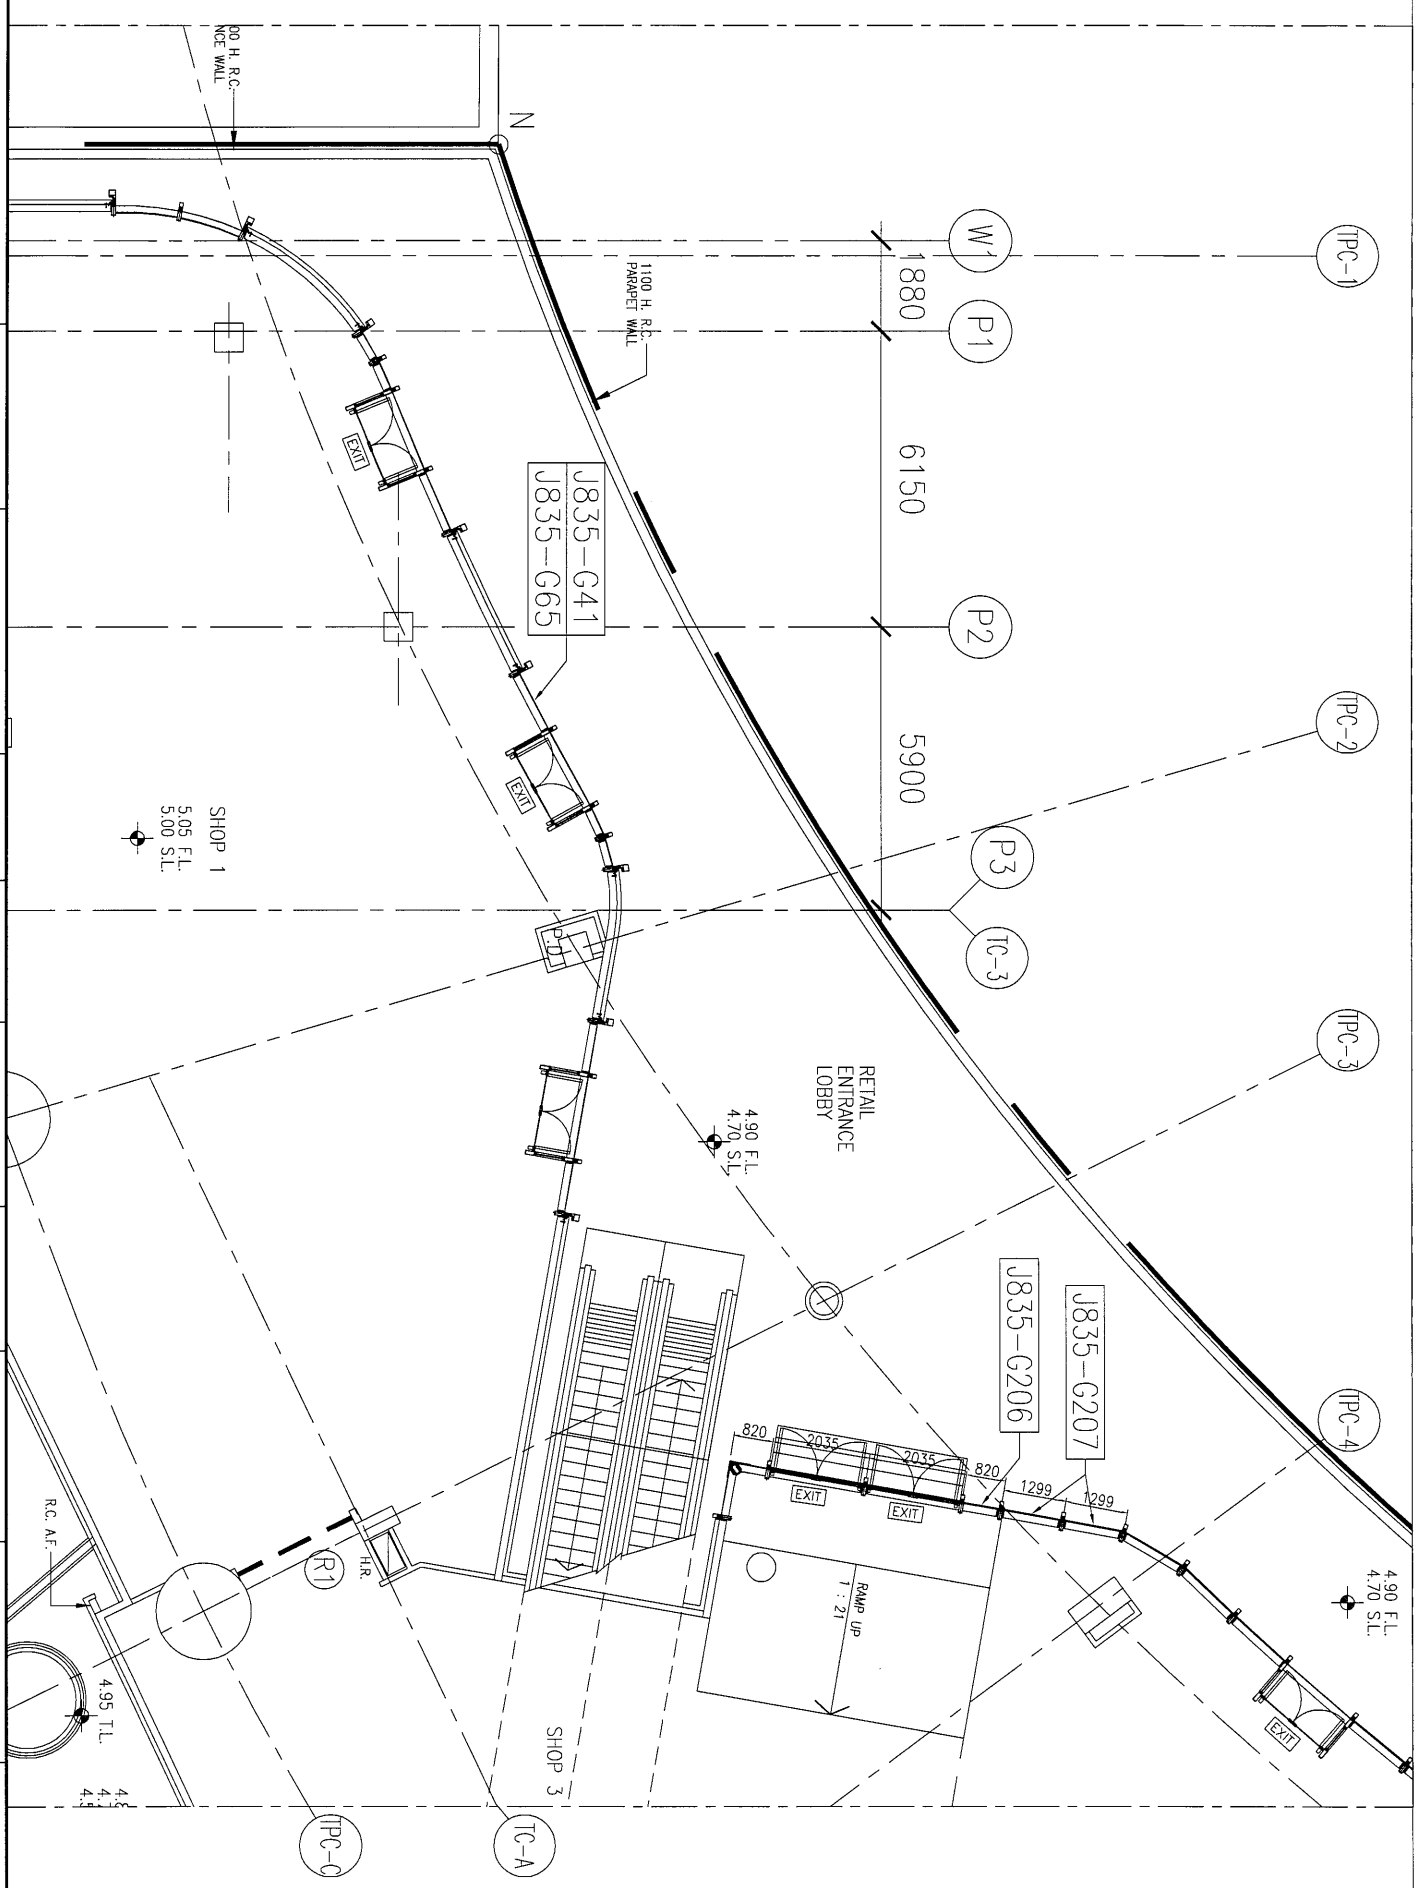 TPC-1
TPC-2
TPC-3
TPC-4
W1
P1
P2
P3
TC-3
1880
6150
5900
N
00 H. R.C.
NCE WALL
1100 H. R.C.
PARAPET WALL
J835-G41
J835-G65
EXIT
EXIT
SHOP 1
5.05 F.L.
5.00 S.L.
P.D.
RETAIL
ENTRANCE
LOBBY
4.90 F.L.
4.70 S.L.
J835-G207
J835-G206
820
2035
2035
820
1299
1299
EXIT
EXIT
EXIT
4.90 F.L.
4.70 S.L.
RAMP UP
1 : 21
SHOP 3
H.R.
R1
R.C. A.F.
4.95 T.L.
TC-A
TPC-C